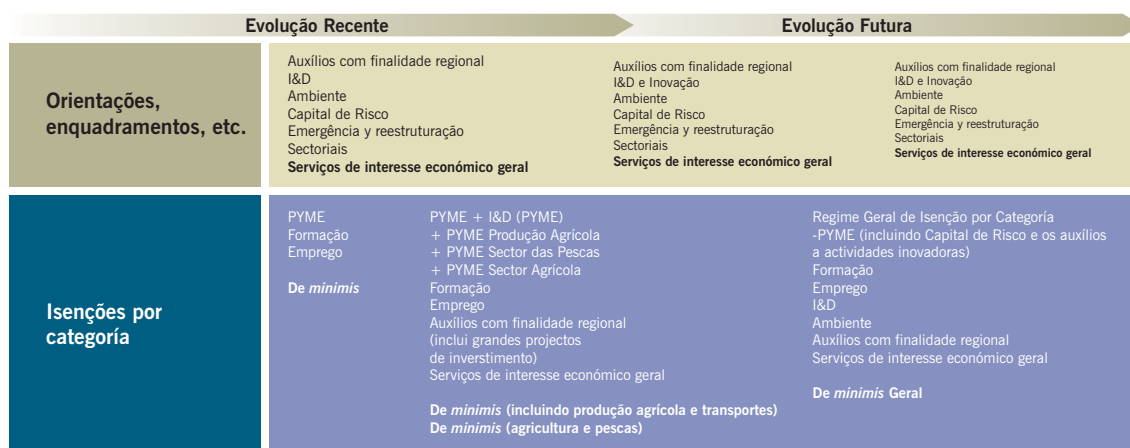 Evolução Recente
Evolução Futura
Orientações,
enquadramentos, etc.
Auxílios com finalidade regional
I&D
Ambiente
Capital de Risco
Emergência y reestruturação
Sectoriais
Serviços de interesse económico geral
Auxílios com finalidade regional
I&D e Inovação
Ambiente
Capital de Risco
Emergência y reestruturação
Sectoriais
Serviços de interesse económico geral
Auxílios com finalidade regional
I&D e Inovação
Ambiente
Capital de Risco
Emergência y reestruturação
Sectoriais
Serviços de interesse económico geral
Isenções por
categoría
PYME
Formação
Emprego
De minimis
PYME + I&D (PYME)
+ PYME Produção Agrícola
+ PYME Sector das Pescas
+ PYME Sector Agrícola
Formação
Emprego
Auxílios com finalidade regional
(inclui grandes projectos
de inverstimento)
Serviços de interesse económico geral
De minimis (incluindo produção agrícola e transportes)
De minimis (agricultura e pescas)
Regime Geral de Isenção por Categoría
-PYME (incluindo Capital de Risco e os auxílios
a actividades inovadoras)
Formação
Emprego
I&D
Ambiente
Auxílios com finalidade regional
Serviços de interesse económico geral
De minimis Geral